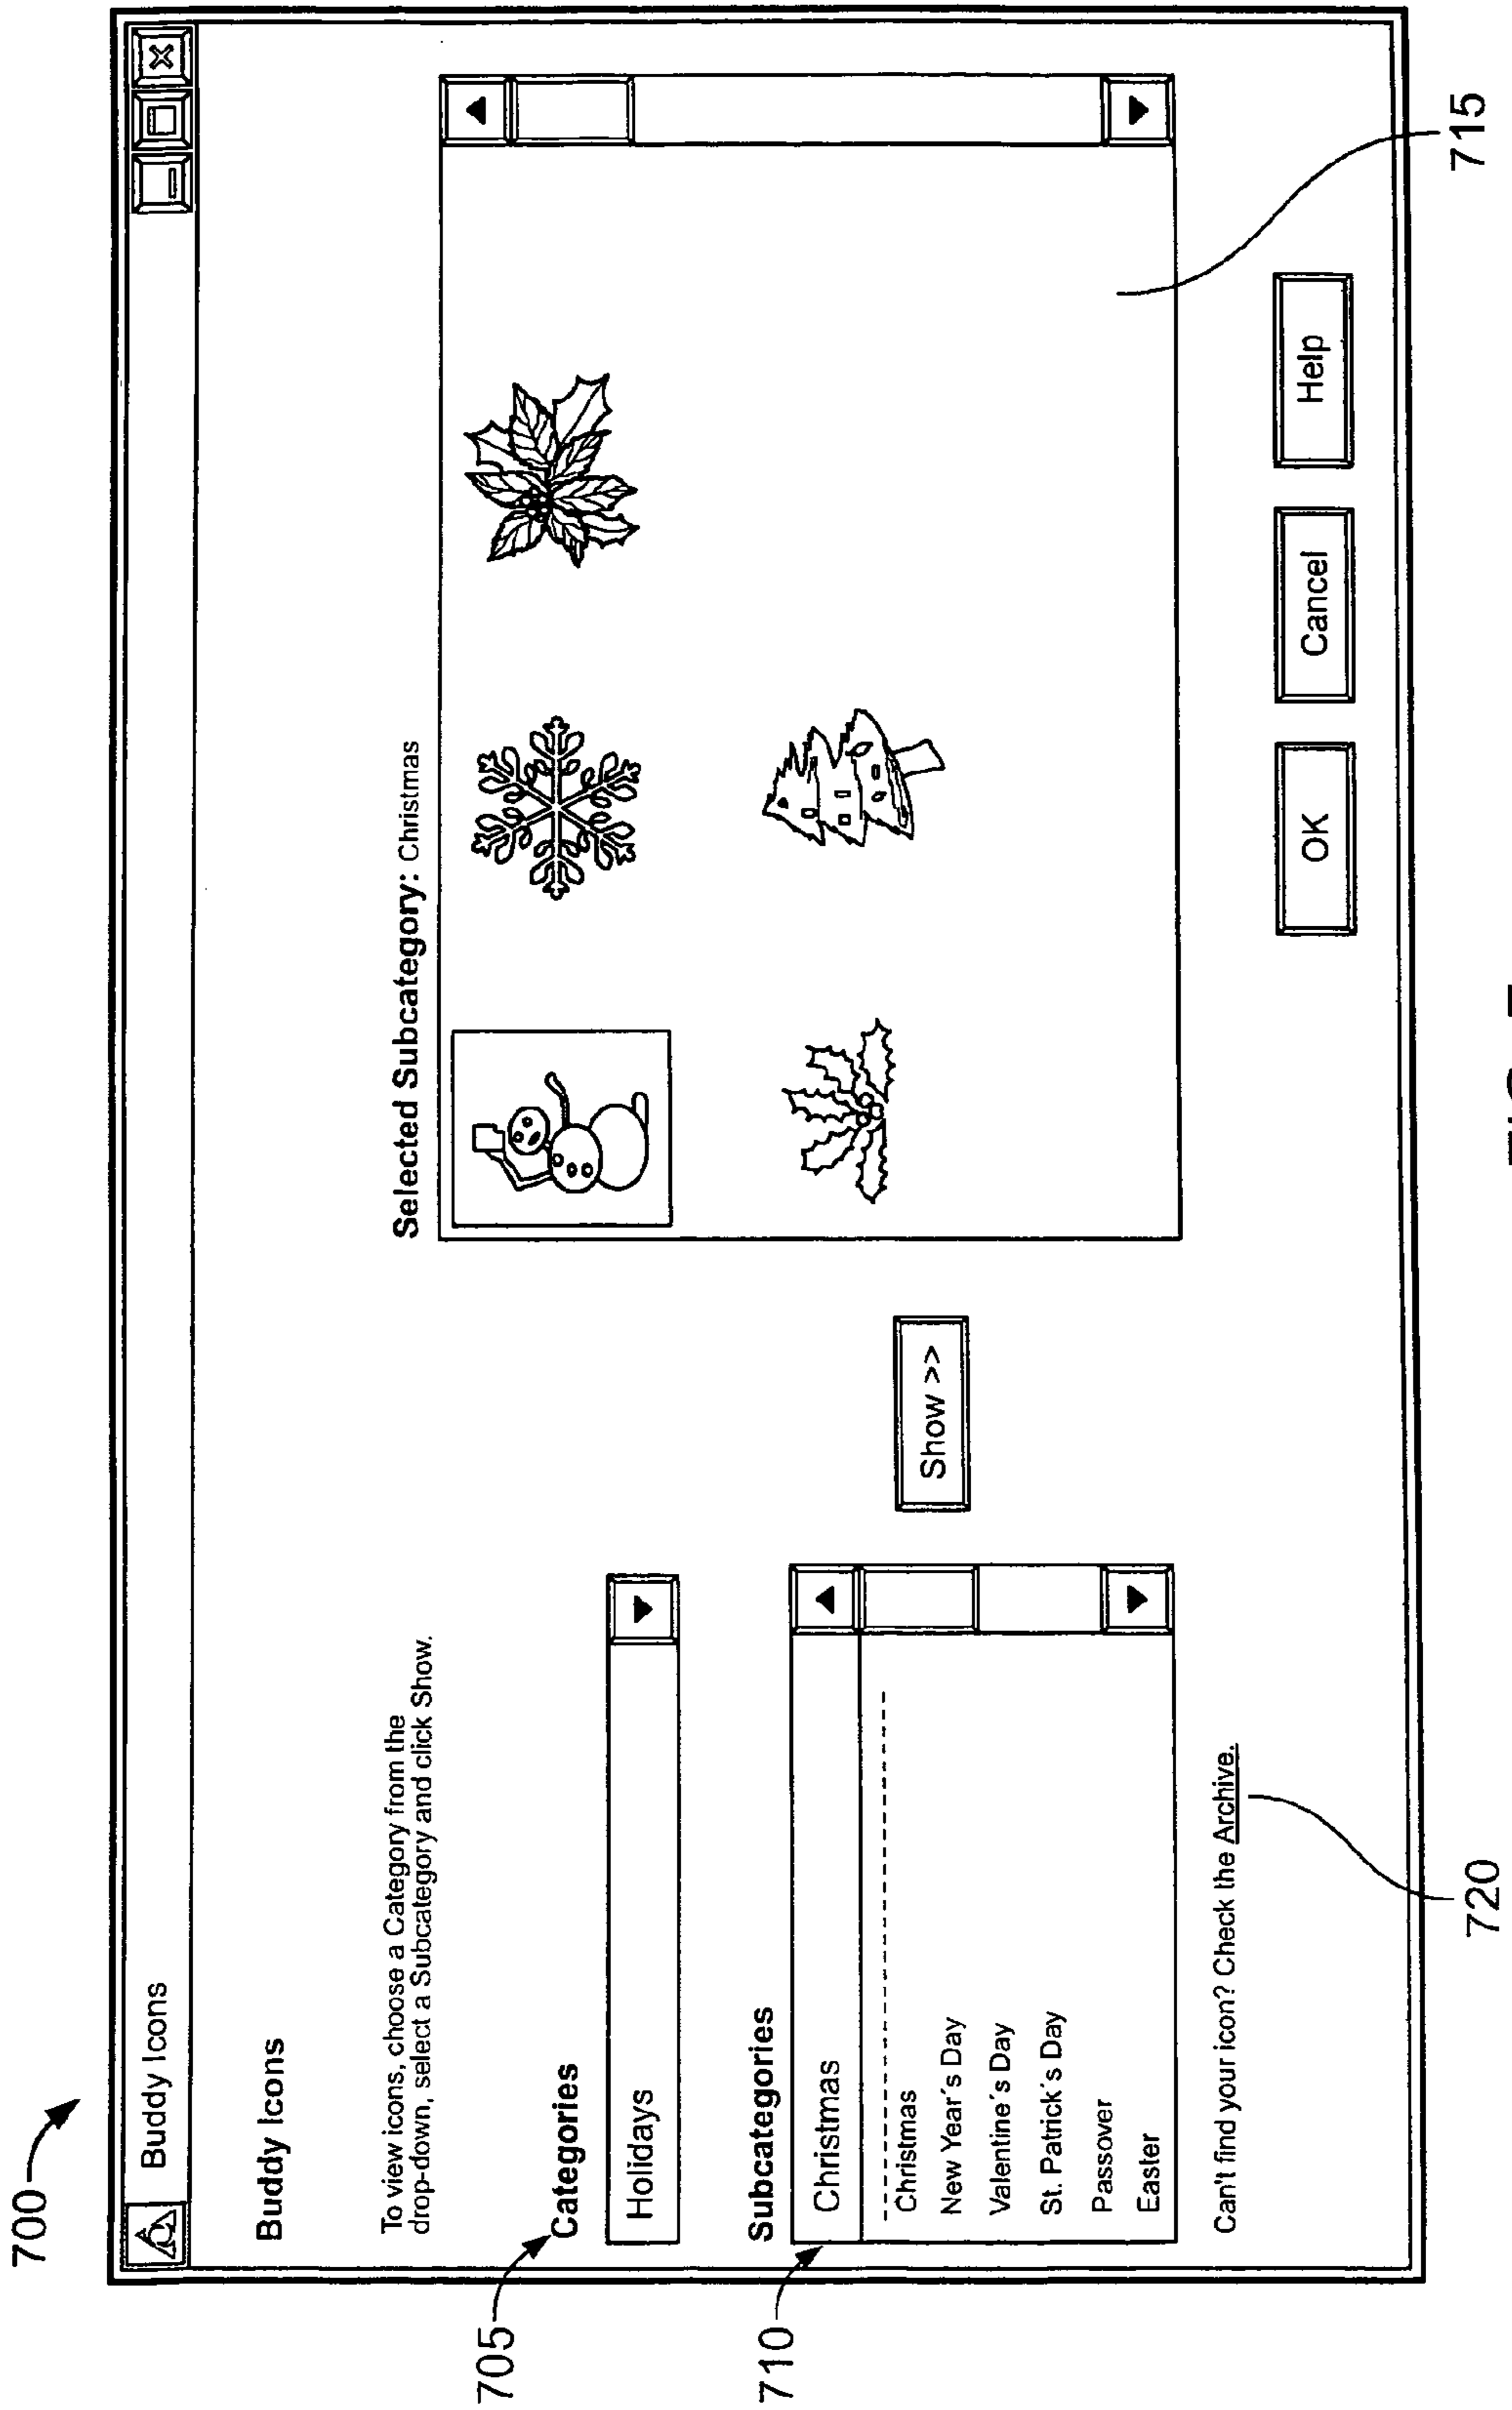 700
Buddy Icons
Buddy Icons
To view icons, choose a Category from the
drop-down, select a Subcategory and click Show.
705
Categories
Holidays
710
Subcategories
Christmas
Christmas
New Year's Day
Valentine's Day
St. Patrick's Day
Passover
Easter
Can't find your icon? Check the Archive.
720
Show >>
Selected Subcategory: Christmas
OK
Cancel
Help
715